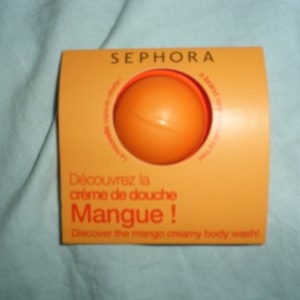 SEPHORA
Découvrez la
crème de douche
Mangue !
Discover the mango creamy body wash!